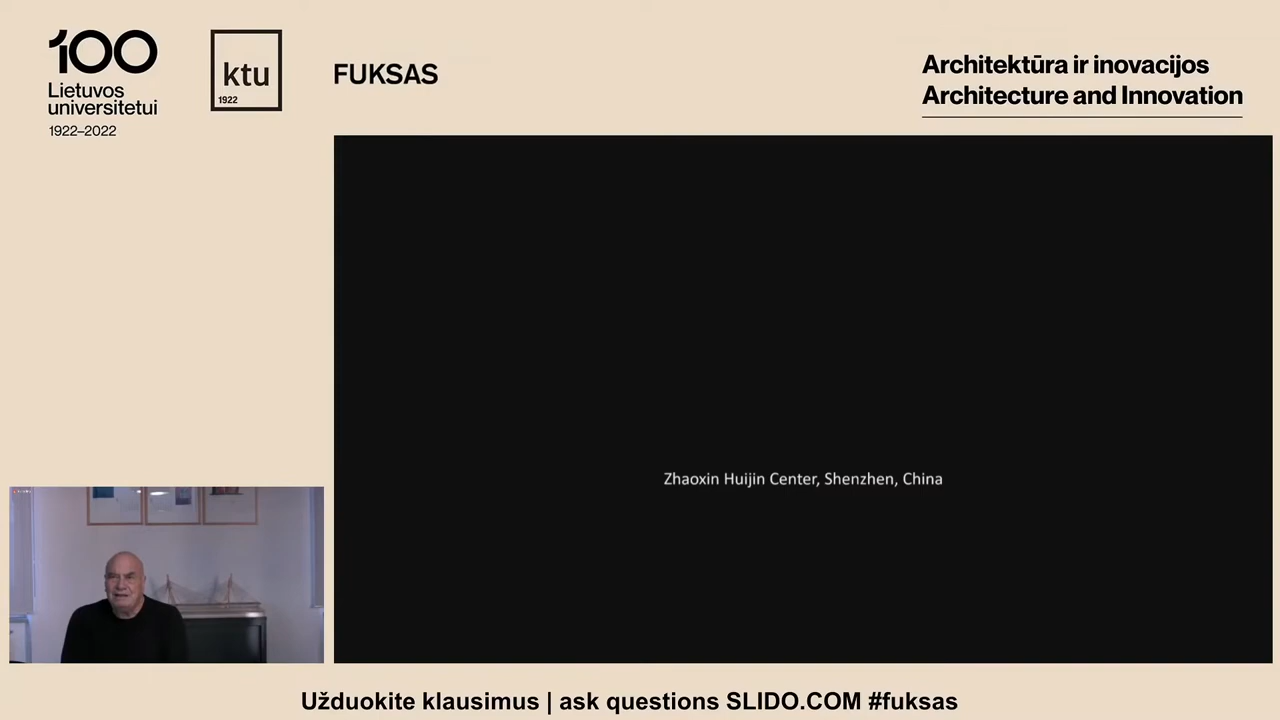 100
Lietuvos
universitetui
1922–2022
ktu
1922
FUKSAS
Architektūra ir inovacijos
Architecture and Innovation
Zhaoxin Huijin Center, Shenzhen, China
Užduokite klausimus | ask questions SLIDO.COM #fuksas